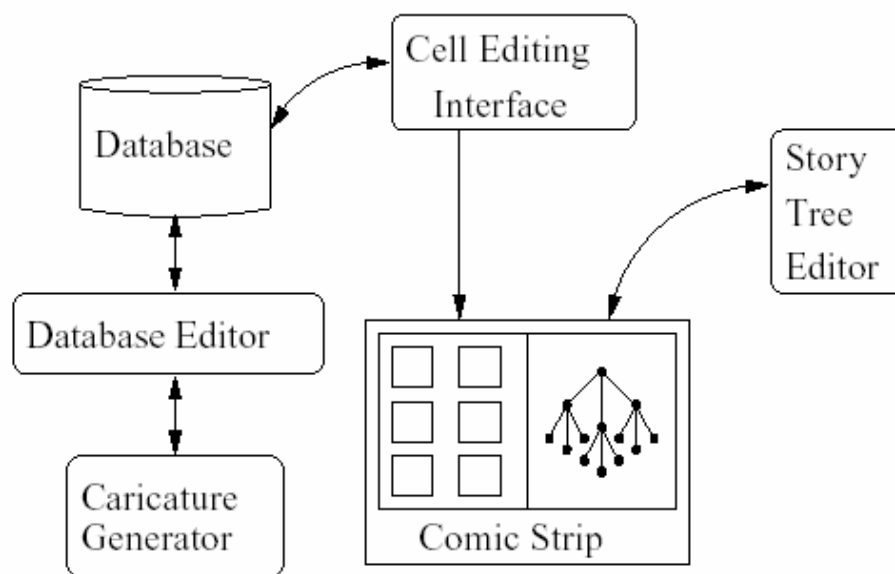 Cell Editing
Interface
Database
Story
Tree
Editor
Database Editor
Caricature
Generator
Comic Strip